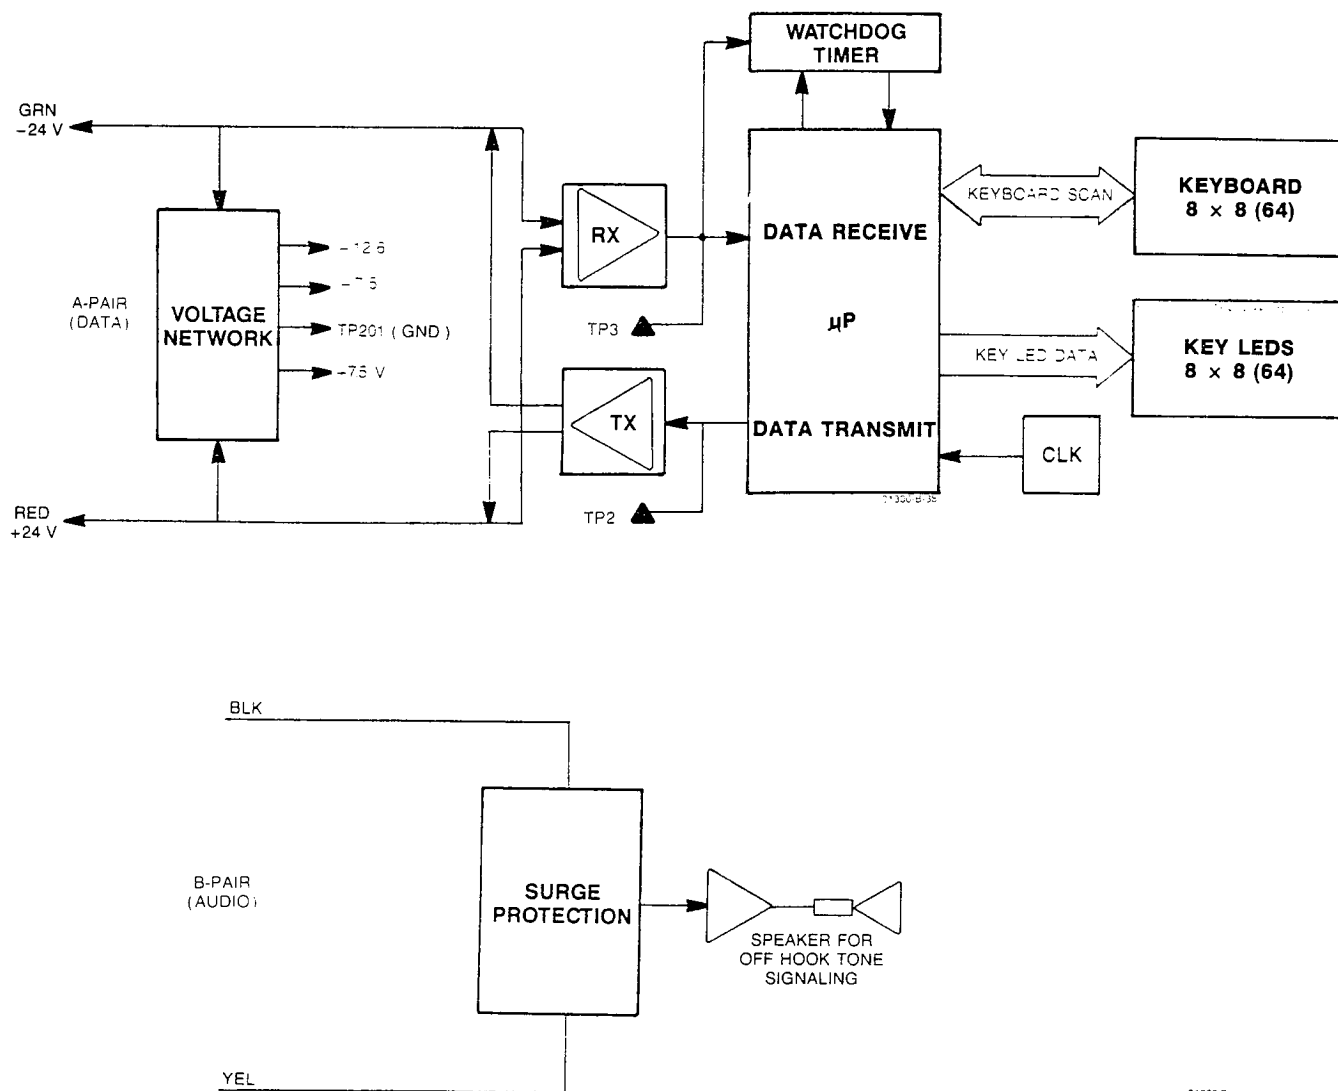 WATCHDOG
TIMER
GRN
−24 V
KEYBOARD SCAN
KEYBOARD
8 × 8 (64)
RX
DATA RECEIVE
A-PAIR
(DATA)
VOLTAGE
NETWORK
TP201 (GND)
TP3
µP
KEY LED DATA
KEY LEDS
8 × 8 (64)
TX
DATA TRANSMIT
CLK
TP2
RED
+24 V
BLK
B-PAIR
(AUDIO)
SURGE
PROTECTION
SPEAKER FOR
OFF HOOK TONE
SIGNALING
YEL